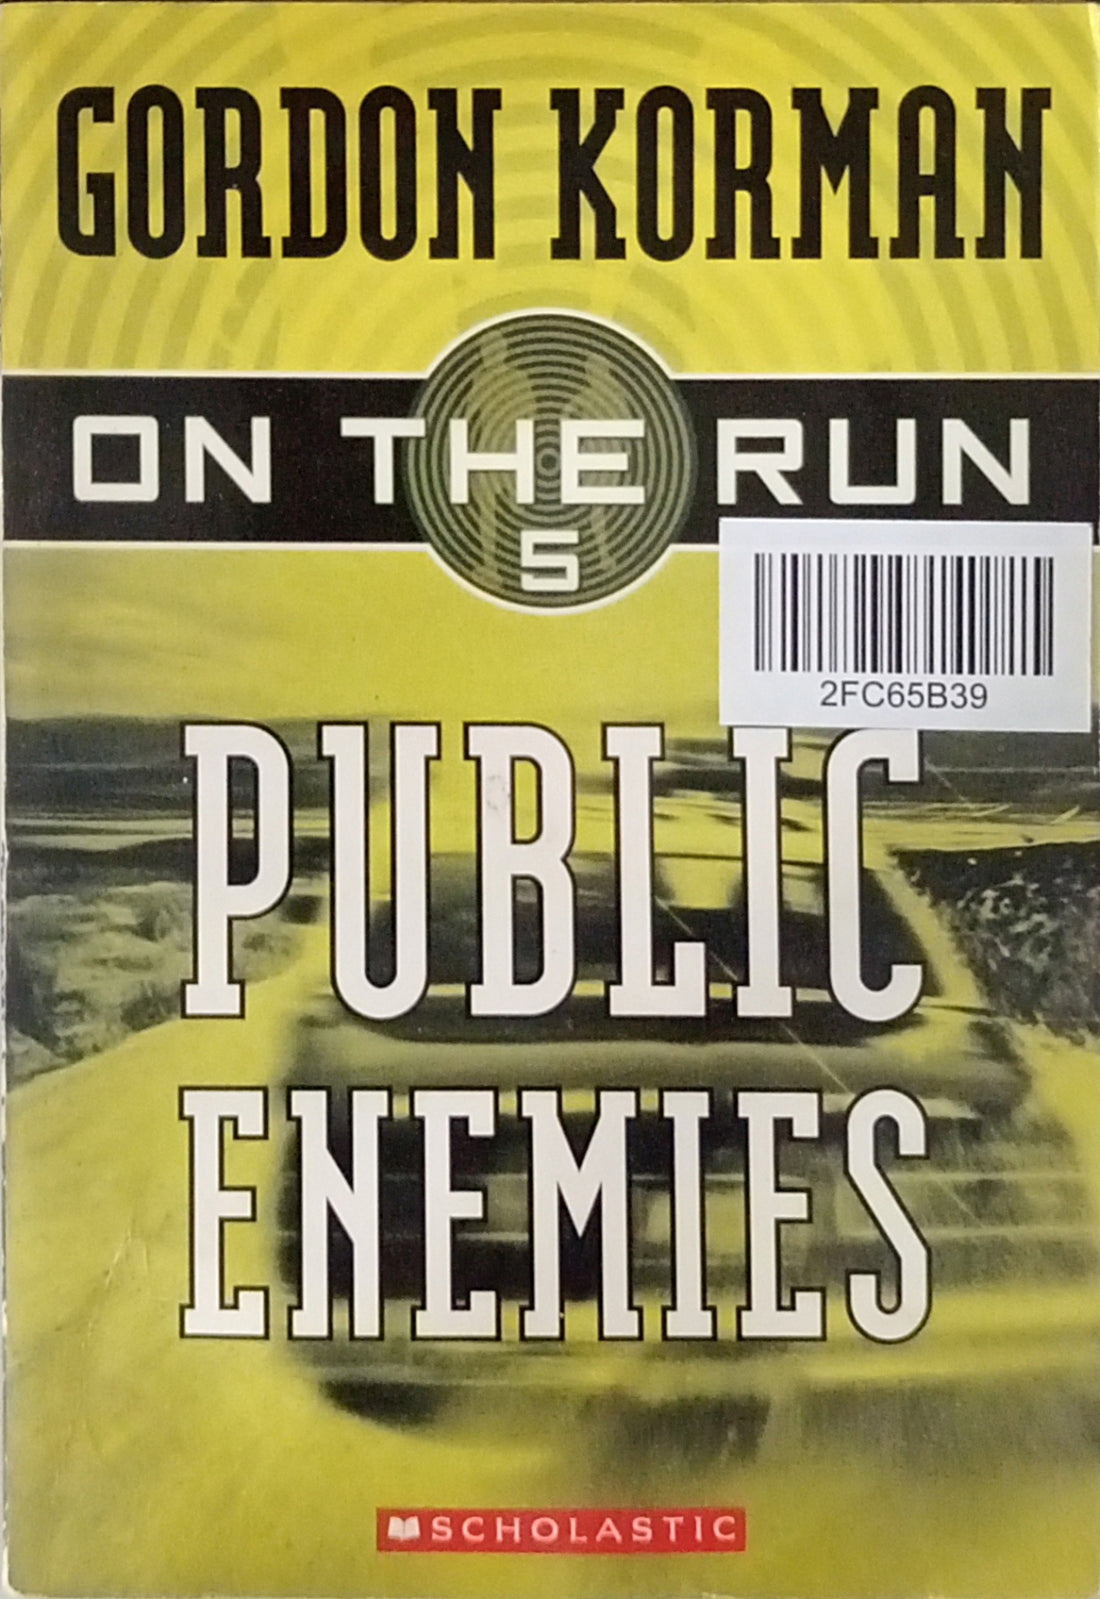 GORDON KORMAN
ON THE RUN
5
2FC65B39
PUBLIC
ENEMIES
SCHOLASTIC